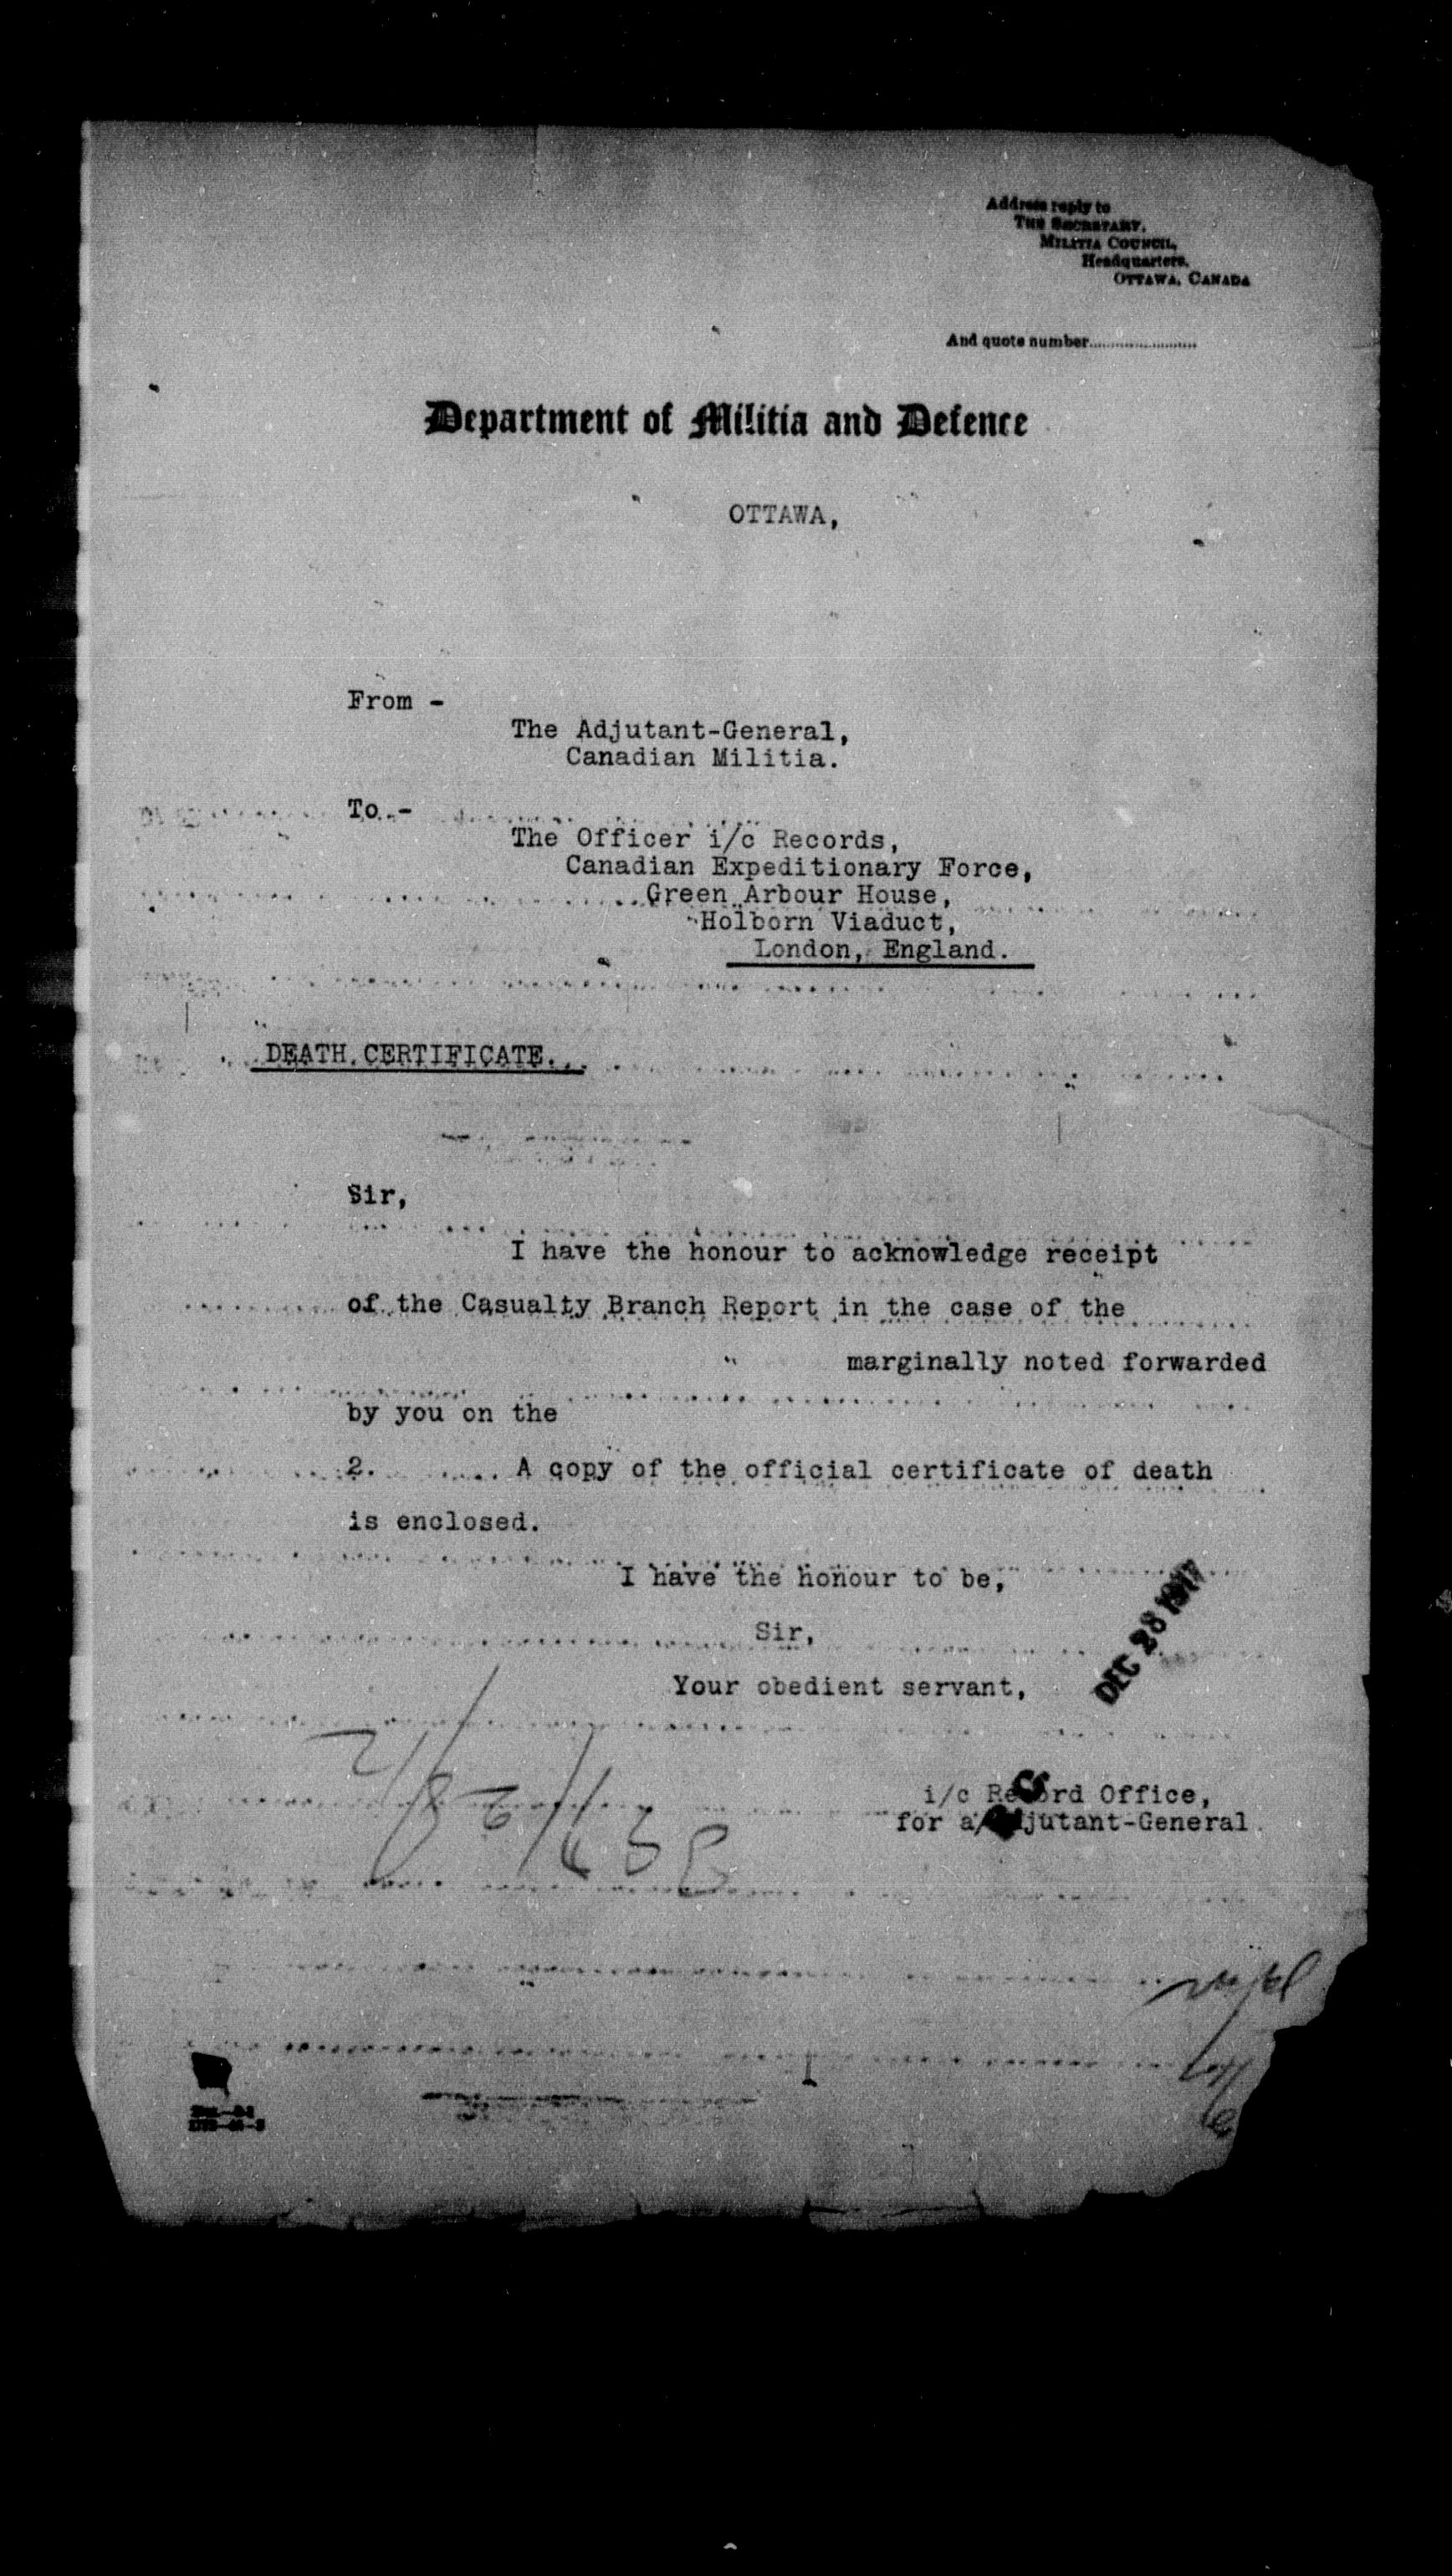 Address reply to
THE SECRETARY,
MILITIA COUNCIL,
Headquarters,
OTTAWA, CANADA
And quote number......................
Department of Militia and Defence
OTTAWA,
From -
The Adjutant-General,
Canadian Militia.
To -
The Officer i/c Records,
Canadian Expeditionary Force,
Green Arbour House,
Holborn Viaduct,
London, England.
DEATH CERTIFICATE.
Sir,
I have the honour to acknowledge receipt
of the Casualty Branch Report in the case of the
marginally noted forwarded
by you on the
2. A copy of the official certificate of death
is enclosed.
I have the honour to be,
Sir,
DEC 28 1917
Your obedient servant,
i/c Record Office,
for a/Adjutant-General.